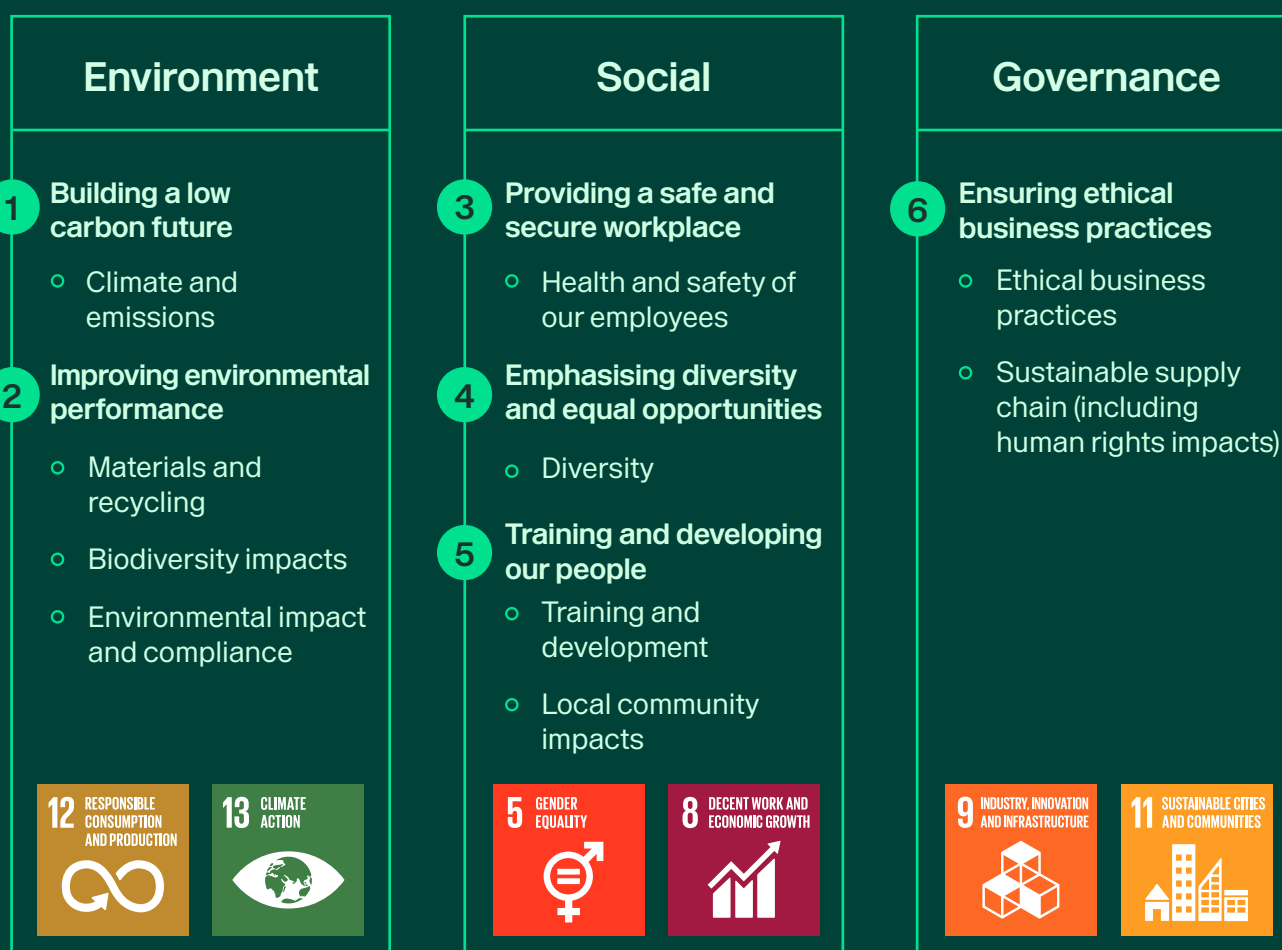 Environment
1
Building a low
carbon future
Climate and
emissions
2
Improving environmental
performance
Materials and
recycling
Biodiversity impacts
Environmental impact
and compliance
12 RESPONSIBLE
CONSUMPTION
AND PRODUCTION
13 CLIMATE
ACTION
Social
3
Providing a safe and
secure workplace
Health and safety of
our employees
4
Emphasising diversity
and equal opportunities
Diversity
5
Training and developing
our people
Training and
development
Local community
impacts
5 GENDER
EQUALITY
8 DECENT WORK AND
ECONOMIC GROWTH
Governance
6
Ensuring ethical
business practices
Ethical business
practices
Sustainable supply
chain (including
human rights impacts)
9 INDUSTRY, INNOVATION
AND INFRASTRUCTURE
11 SUSTAINABLE CITIES
AND COMMUNITIES